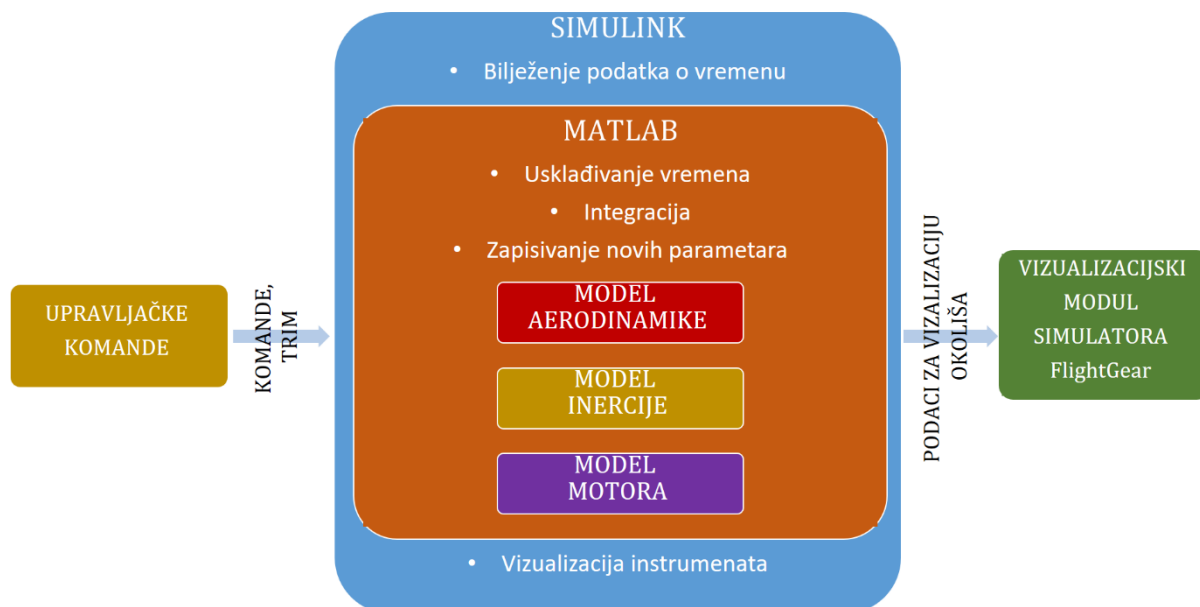 SIMULINK
• Bilježenje podatka o vremenu
MATLAB
• Usklađivanje vremena
• Integracija
• Zapisivanje novih parametara
UPRAVLJAČKE
KOMANDE
KOMANDE,
TRIM
MODEL
AERODINAMIKE
MODEL
INERCIJE
MODEL
MOTORA
• Vizualizacija instrumenata
PODACI ZA VIZALIZACIJU
OKOLIŠA
VIZUALIZACIJSKI
MODUL
SIMULATORA
FlightGear